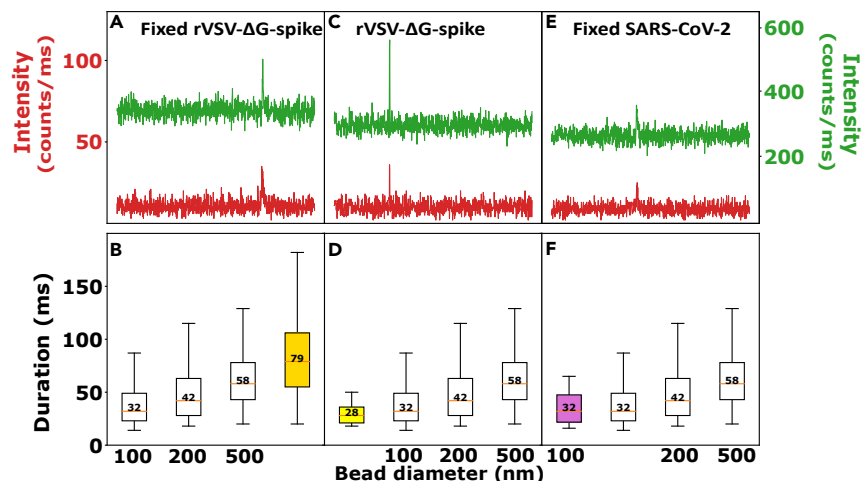 A Fixed rVSV-ΔG-spike
C rVSV-ΔG-spike
E Fixed SARS-CoV-2
Intensity
(counts/ms)
100
50
600
400
200
Intensity
(counts/ms)
B
D
F
Duration (ms)
150
100
50
0
32
42
58
79
28
32
42
58
32
32
42
58
100 200 500
100 200 500
100 200 500
Bead diameter (nm)